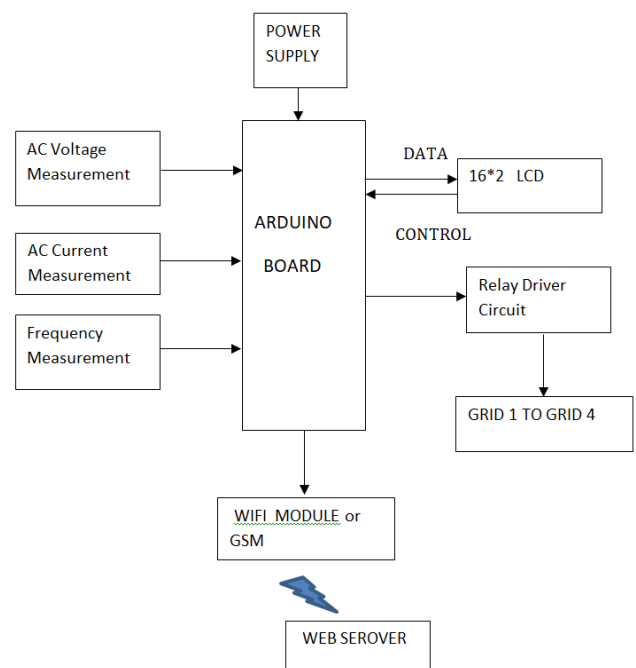 POWER
SUPPLY
AC Voltage
Measurement
AC Current
Measurement
Frequency
Measurement
ARDUINO
BOARD
DATA
16*2 LCD
CONTROL
Relay Driver
Circuit
GRID 1 TO GRID 4
WIFI MODULE or
GSM
WEB SEROVER